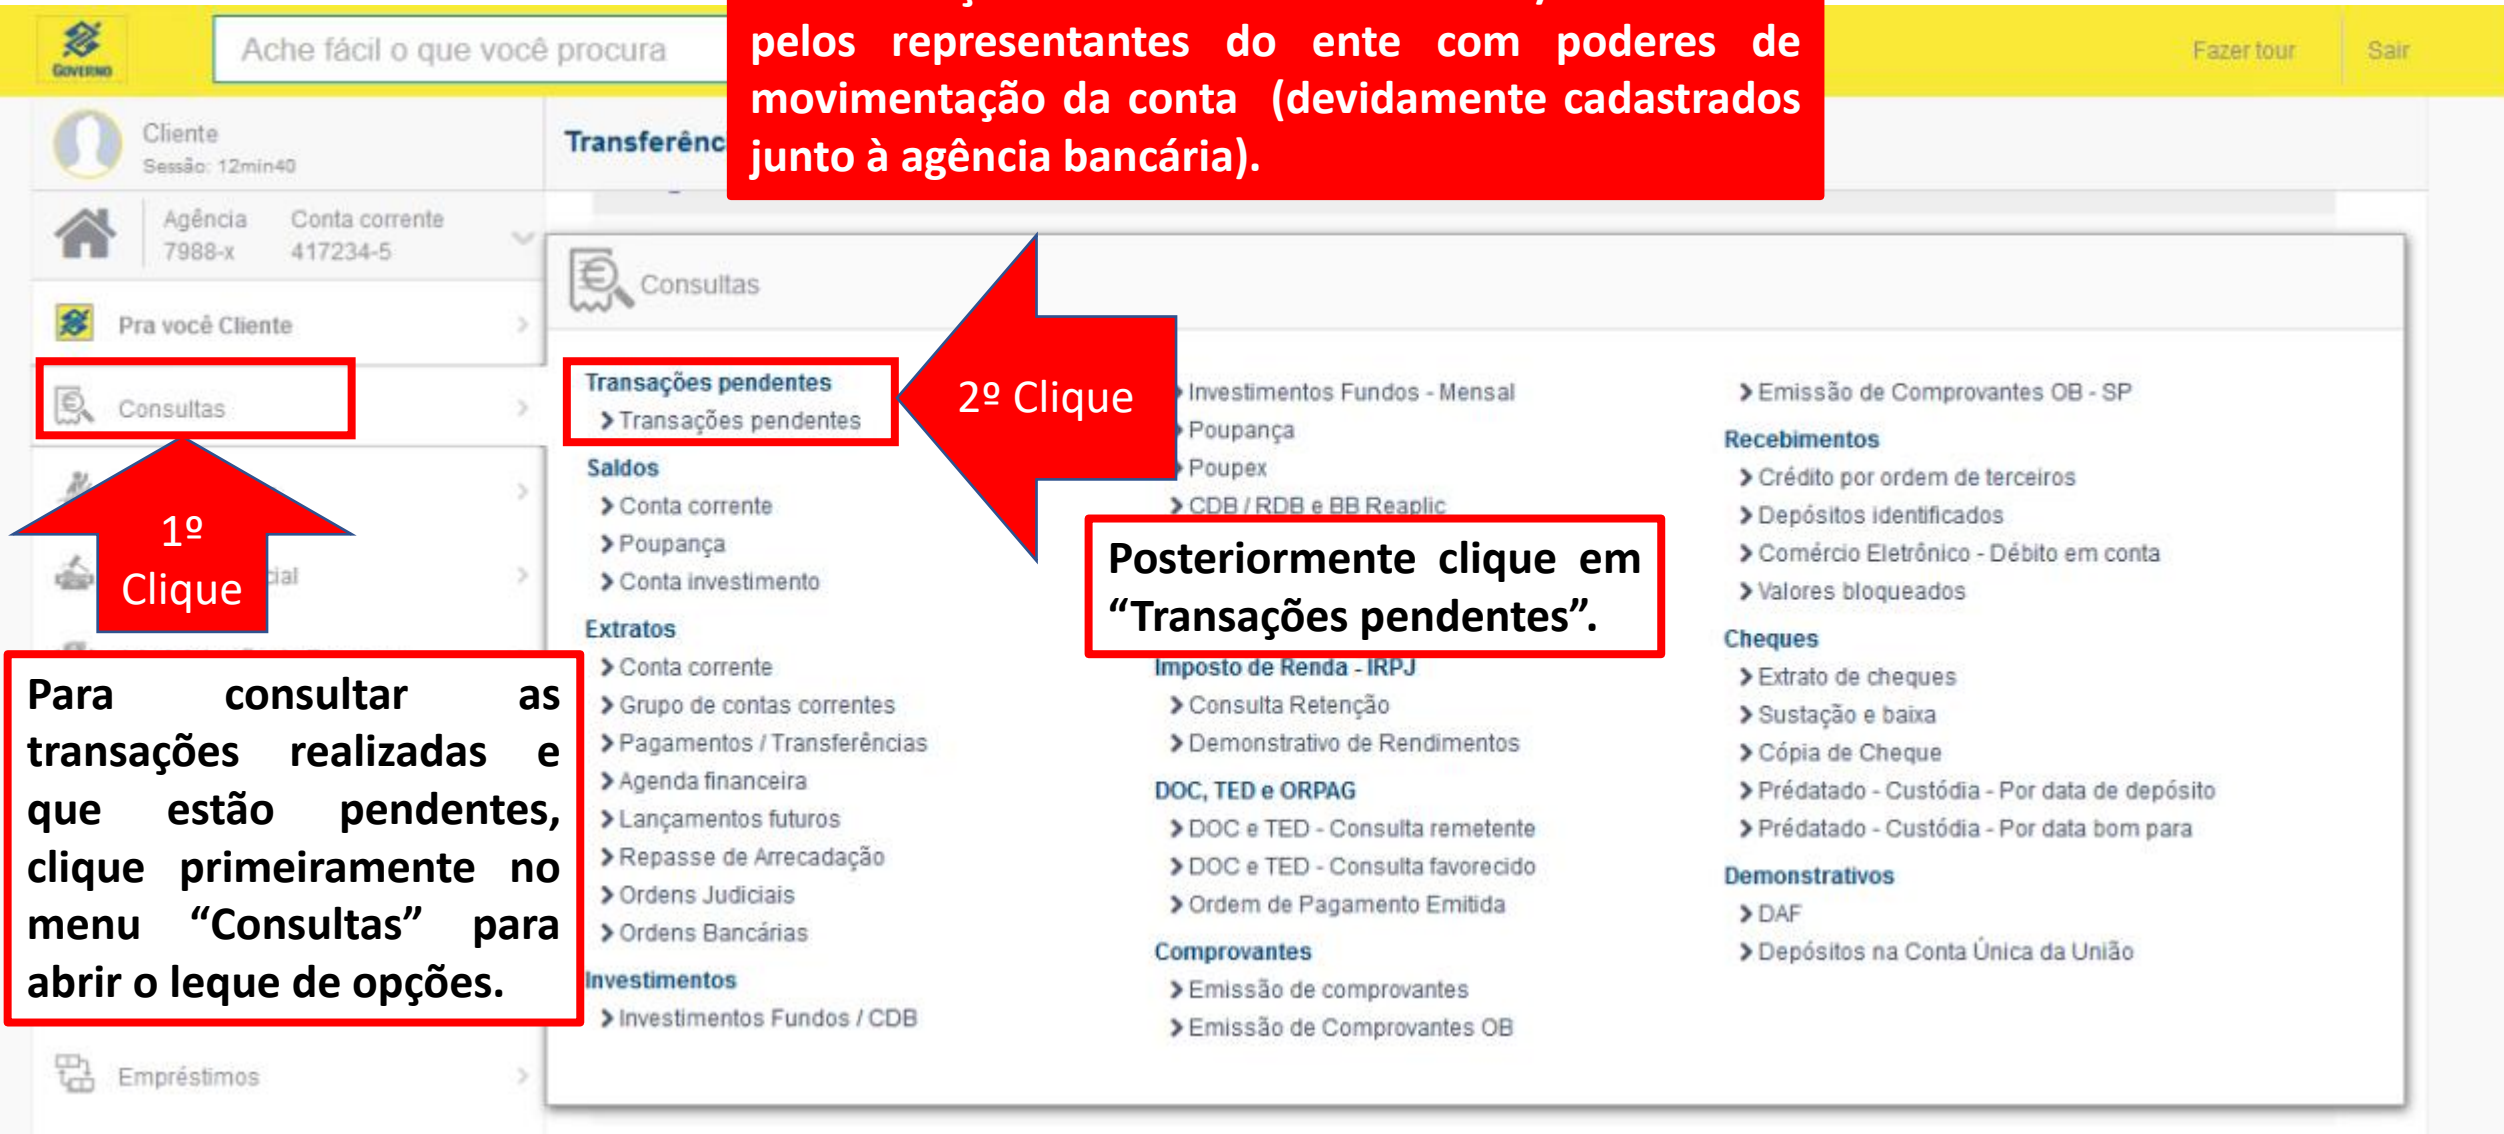 pelos representantes do ente com poderes de
movimentação da conta (devidamente cadastrados
junto à agência bancária).
GOVERNO
Ache fácil o que você procura
Fazer tour
Sair
Cliente
Sessão: 12min40
Agência Conta corrente
7988-x 417234-5
Pra você Cliente
Consultas
1º
Clique
Para consultar as
transações realizadas e
que estão pendentes,
clique primeiramente no
menu “Consultas” para
abrir o leque de opções.
Empréstimos
Consultas
Transações pendentes
Transações pendentes
2º Clique
Saldos
Conta corrente
Poupança
Conta investimento
Extratos
Conta corrente
Grupo de contas correntes
Pagamentos / Transferências
Agenda financeira
Lançamentos futuros
Repasse de Arrecadação
Ordens Judiciais
Ordens Bancárias
Investimentos
Investimentos Fundos / CDB
Investimentos Fundos - Mensal
Poupança
Poupex
CDB / RDB e BB Reaplic
Posteriormente clique em
“Transações pendentes”.
Imposto de Renda - IRPJ
Consulta Retenção
Demonstrativo de Rendimentos
DOC, TED e ORPAG
DOC e TED - Consulta remetente
DOC e TED - Consulta favorecido
Ordem de Pagamento Emitida
Comprovantes
Emissão de comprovantes
Emissão de Comprovantes OB
Emissão de Comprovantes OB - SP
Recebimentos
Crédito por ordem de terceiros
Depósitos identificados
Comércio Eletrônico - Débito em conta
Valores bloqueados
Cheques
Extrato de cheques
Sustação e baixa
Cópia de Cheque
Prédatado - Custódia - Por data de depósito
Prédatado - Custódia - Por data bom para
Demonstrativos
DAF
Depósitos na Conta Única da União